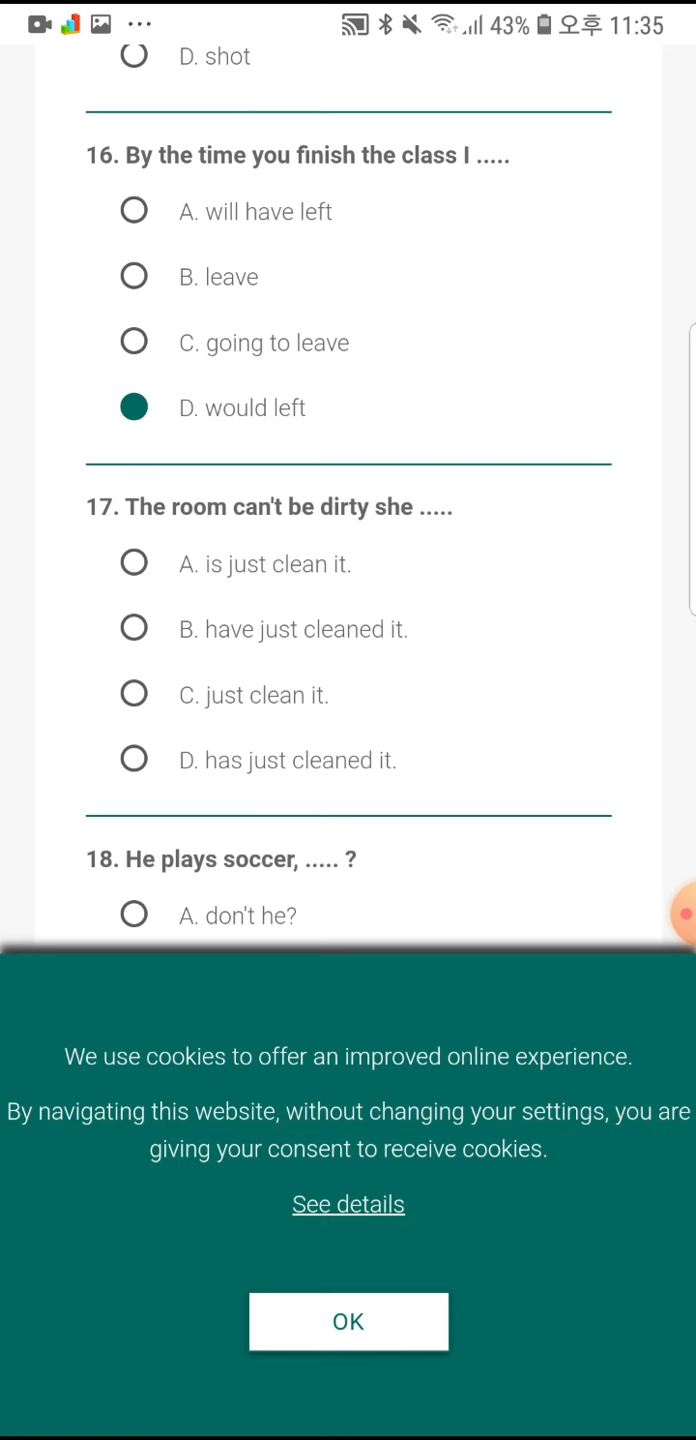 43% 오후 11:35
D. shot
16. By the time you finish the class I .....
A. will have left
B. leave
C. going to leave
D. would left
17. The room can't be dirty she .....
A. is just clean it.
B. have just cleaned it.
C. just clean it.
D. has just cleaned it.
18. He plays soccer, ..... ?
A. don't he?
We use cookies to offer an improved online experience.
By navigating this website, without changing your settings, you are
giving your consent to receive cookies.
See details
OK